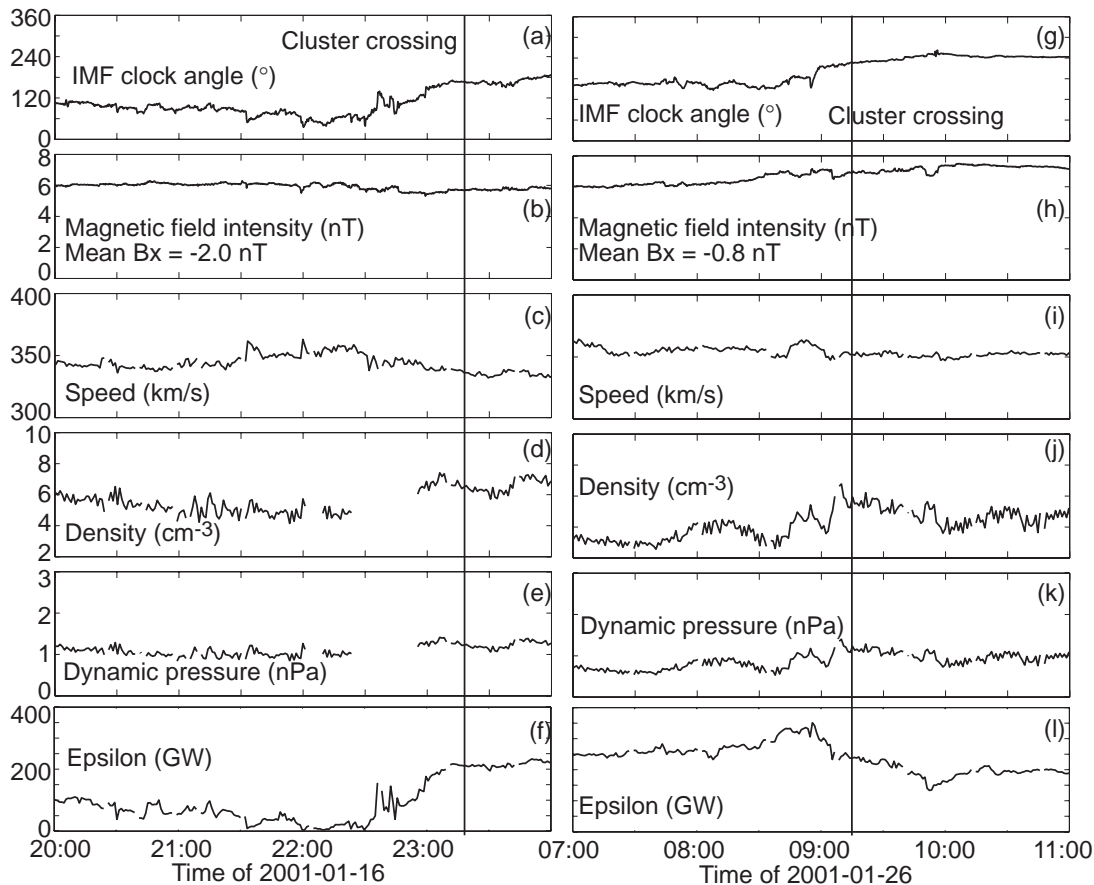 360
240
120
0
(a)
Cluster crossing
IMF clock angle (°)
8
6
4
2
0
(b)
Magnetic field intensity (nT)
Mean Bx = -2.0 nT
400
350
300
(c)
Speed (km/s)
10
8
6
4
2
(d)
Density (cm-3)
3
2
1
0
(e)
Dynamic pressure (nPa)
400
200
0
(f)
Epsilon (GW)
20:00 21:00 22:00 23:00
Time of 2001-01-16
(g)
IMF clock angle (°)
Cluster crossing
(h)
Magnetic field intensity (nT)
Mean Bx = -0.8 nT
(i)
Speed (km/s)
(j)
Density (cm-3)
(k)
Dynamic pressure (nPa)
(l)
Epsilon (GW)
07:00 08:00 09:00 10:00 11:00
Time of 2001-01-26